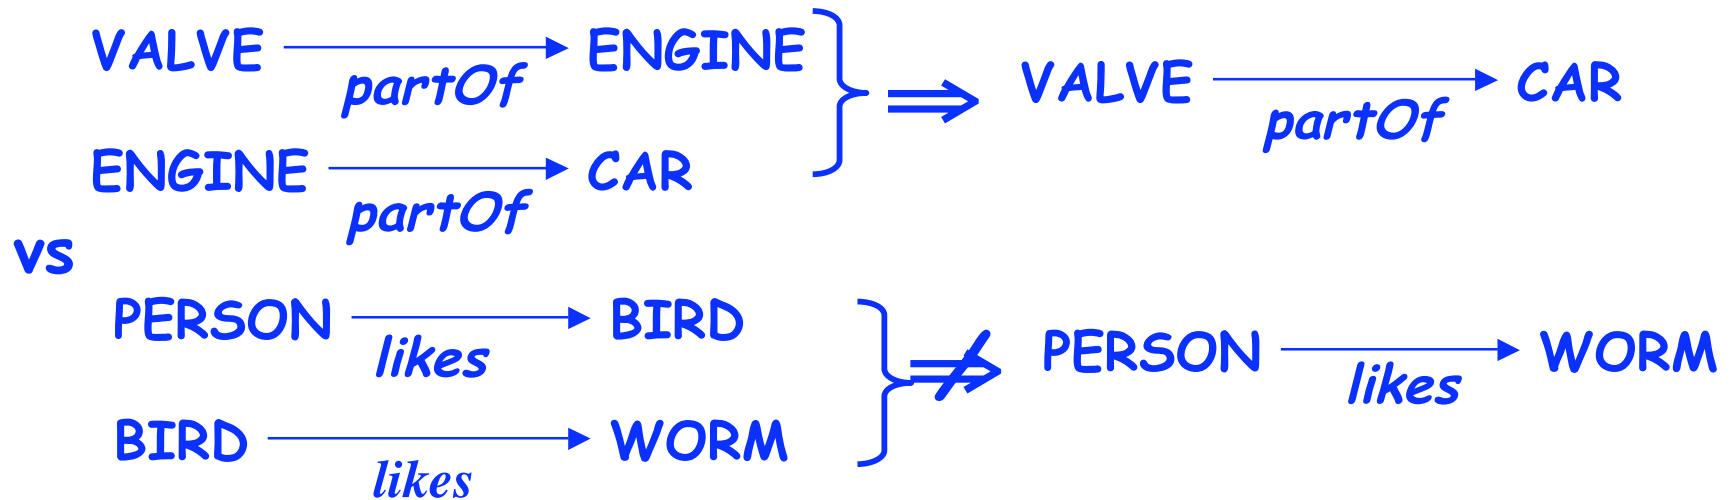 VALVE partOf ENGINE
VALVE partOf CAR
ENGINE partOf CAR
vs
PERSON likes BIRD
PERSON likes WORM
BIRD likes WORM